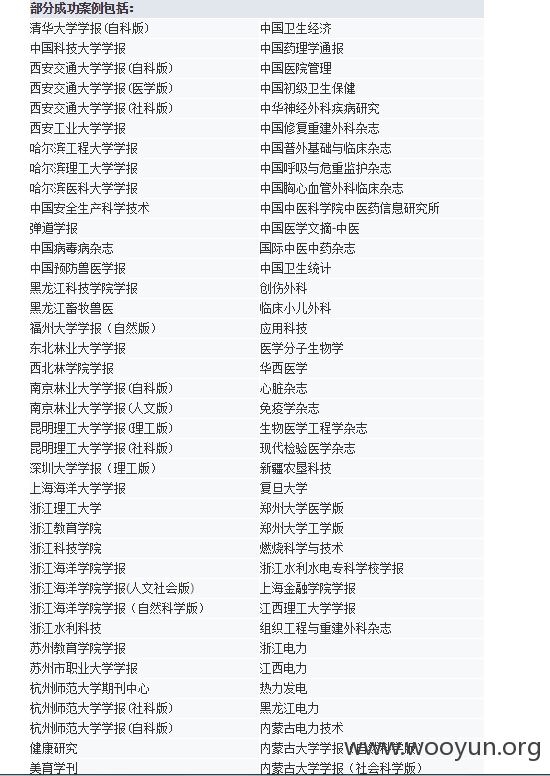 部分成功案例包括:
清华大学学报(自科版) 中国卫生经济
中国科技大学学报 中国药理学通报
西安交通大学学报(自科版) 中国医院管理
西安交通大学学报(医学版) 中国初级卫生保健
西安交通大学学报(社科版) 中华神经外科疾病研究
西安工业大学学报 中国修复重建外科杂志
哈尔滨工程大学学报 中国普外基础与临床杂志
哈尔滨理工大学学报 中国呼吸与危重监护杂志
哈尔滨医科大学学报 中国胸心血管外科临床杂志
中国安全生产科学技术 中国中医科学院中医药信息研究所
弹道学报 中国医学文摘-中医
中国病毒病杂志 国际中医中药杂志
中国预防兽医学报 中国卫生统计
黑龙江科技学院学报 创伤外科
黑龙江畜牧兽医 临床小儿外科
福州大学学报（自然版） 应用科技
东北林业大学学报 医学分子生物学
西北林学院学报 华西医学
南京林业大学学报(自科版) 心脏杂志
南京林业大学学报(人文版) 免疫学杂志
昆明理工大学学报(理工版) 生物医学工程学杂志
昆明理工大学学报(社科版) 现代检验医学杂志
深圳大学学报（理工版） 新疆农垦科技
上海海洋大学学报 复旦大学
浙江理工大学 郑州大学医学版
浙江教育学院 郑州大学工学版
浙江科技学院 燃烧科学与技术
浙江海洋学院学报 浙江水利水电专科学校学报
浙江海洋学院学报(人文社会版) 上海金融学院学报
浙江海洋学院学报（自然科学版） 江西理工大学学报
浙江水利科技 组织工程与重建外科杂志
苏州教育学院学报 浙江电力
苏州市职业大学学报 江西电力
杭州师范大学期刊中心 热力发电
杭州师范大学学报(社科版) 黑龙江电力
杭州师范大学学报(自科版) 内蒙古电力技术
健康研究 内蒙古大学学报（自然科学版）
www.wooyun.org
美育学刊 内蒙古大学学报（社会科学版）